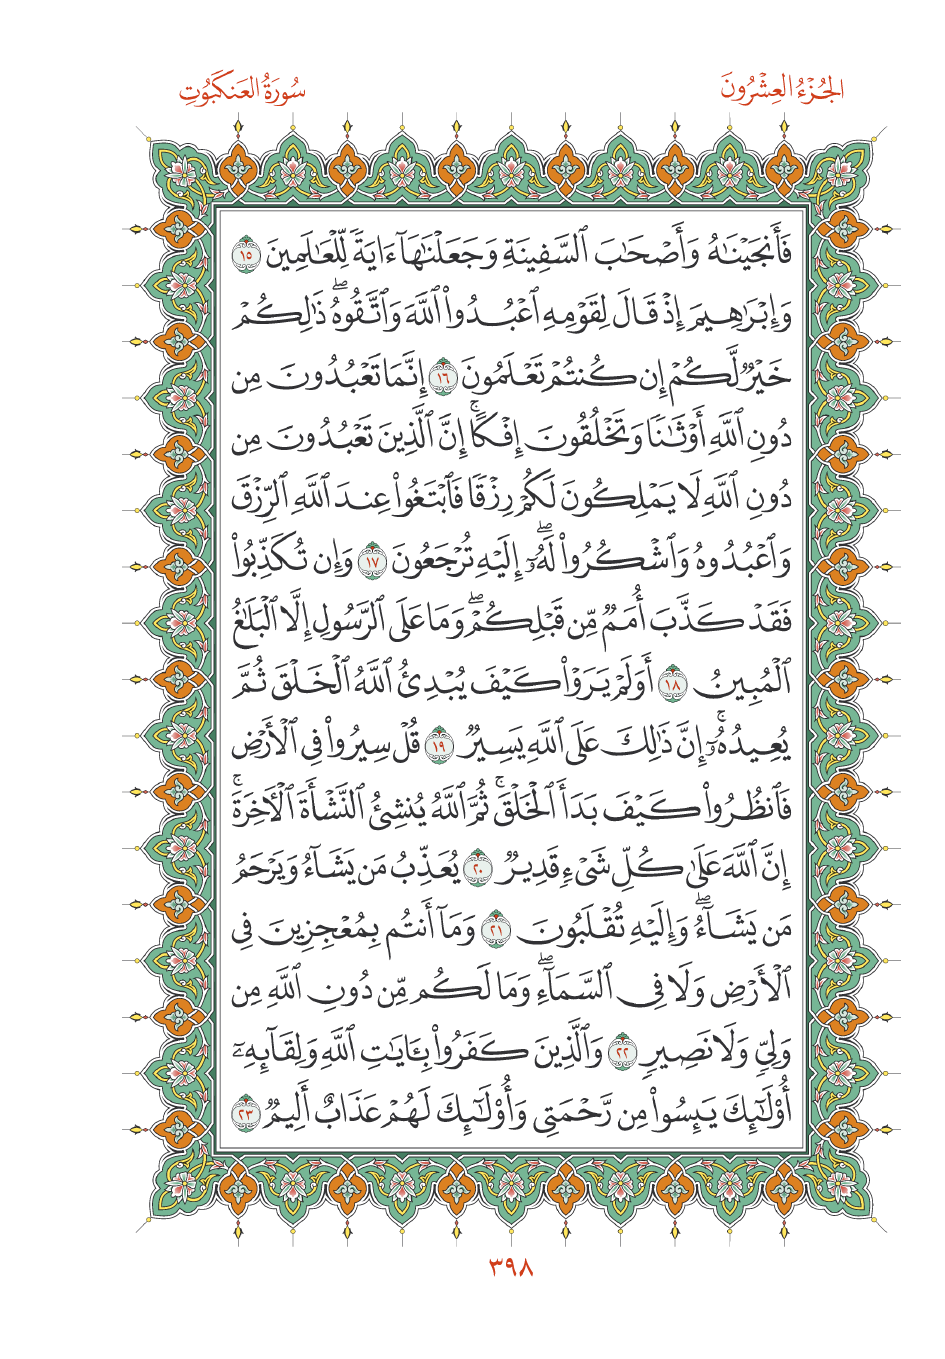 الجُزْءُ العِشْرُونَ
سُورَةُ العَنكَبُوتِ
فَأَنجَيْنَٰهُ وَأَصْحَٰبَ ٱلسَّفِينَةِ وَجَعَلْنَٰهَآ ءَايَةً لِّلْعَٰلَمِينَ ١٥
وَإِبْرَٰهِيمَ إِذْ قَالَ لِقَوْمِهِ ٱعْبُدُوا۟ ٱللَّهَ وَٱتَّقُوهُ ۖ ذَٰلِكُمْ
خَيْرٌ لَّكُمْ إِن كُنتُمْ تَعْلَمُونَ ١٦ إِنَّمَا تَعْبُدُونَ مِن
دُونِ ٱللَّهِ أَوْثَٰنًا وَتَخْلُقُونَ إِفْكًا ۚ إِنَّ ٱلَّذِينَ تَعْبُدُونَ مِن
دُونِ ٱللَّهِ لَا يَمْلِكُونَ لَكُمْ رِزْقًا فَٱبْتَغُوا۟ عِندَ ٱللَّهِ ٱلرِّزْقَ
وَٱعْبُدُوهُ وَٱشْكُرُوا۟ لَهُۥٓ ۖ إِلَيْهِ تُرْجَعُونَ ١٧ وَإِن تُكَذِّبُوا۟
فَقَدْ كَذَّبَ أُمَمٌ مِّن قَبْلِكُمْ ۖ وَمَا عَلَى ٱلرَّسُولِ إِلَّا ٱلْبَلَٰغُ
ٱلْمُبِينُ ١٨ أَوَلَمْ يَرَوْا۟ كَيْفَ يُبْدِئُ ٱللَّهُ ٱلْخَلْقَ ثُمَّ
يُعِيدُهُۥٓ ۚ إِنَّ ذَٰلِكَ عَلَى ٱللَّهِ يَسِيرٌ ١٩ قُلْ سِيرُوا۟ فِى ٱلْأَرْضِ
فَٱنظُرُوا۟ كَيْفَ بَدَأَ ٱلْخَلْقَ ۚ ثُمَّ ٱللَّهُ يُنشِئُ ٱلنَّشْأَةَ ٱلْءَاخِرَةَ ۚ
إِنَّ ٱللَّهَ عَلَىٰ كُلِّ شَىْءٍ قَدِيرٌ ٢٠ يُعَذِّبُ مَن يَشَآءُ وَيَرْحَمُ
مَن يَشَآءُ ۖ وَإِلَيْهِ تُقْلَبُونَ ٢١ وَمَآ أَنتُم بِمُعْجِزِينَ فِى
ٱلْأَرْضِ وَلَا فِى ٱلسَّمَآءِ ۖ وَمَا لَكُم مِّن دُونِ ٱللَّهِ مِن
وَلِىٍّ وَلَا نَصِيرٍ ٢٢ وَٱلَّذِينَ كَفَرُوا۟ بِـَٔايَٰتِ ٱللَّهِ وَلِقَآئِهِۦٓ
أُو۟لَٰٓئِكَ يَئِسُوا۟ مِن رَّحْمَتِى وَأُو۟لَٰٓئِكَ لَهُمْ عَذَابٌ أَلِيمٌ ٢٣
٣٩٨